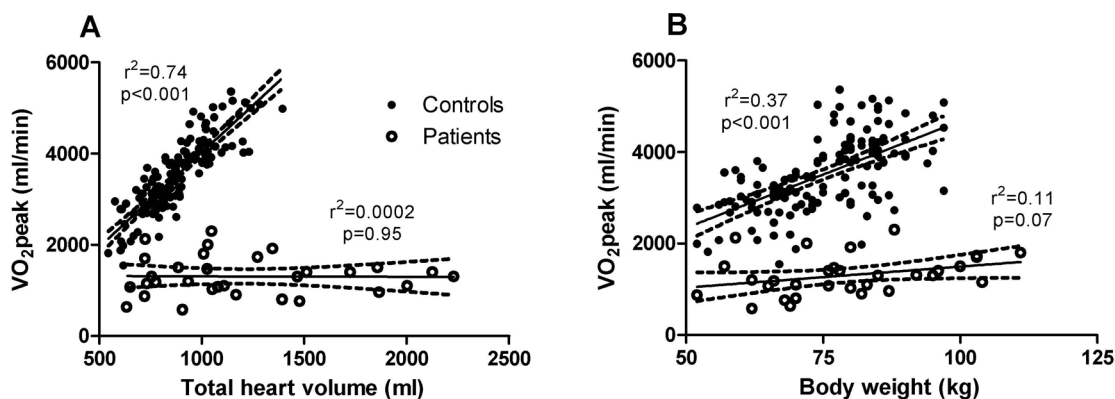 A
r²=0.74
p<0.001
Controls
Patients
r²=0.0002
p=0.95
VO₂peak (ml/min)
6000
4000
2000
0
500
1000
1500
2000
2500
Total heart volume (ml)
B
r²=0.37
p<0.001
r²=0.11
p=0.07
VO₂peak (ml/min)
6000
4000
2000
0
50
75
100
125
Body weight (kg)